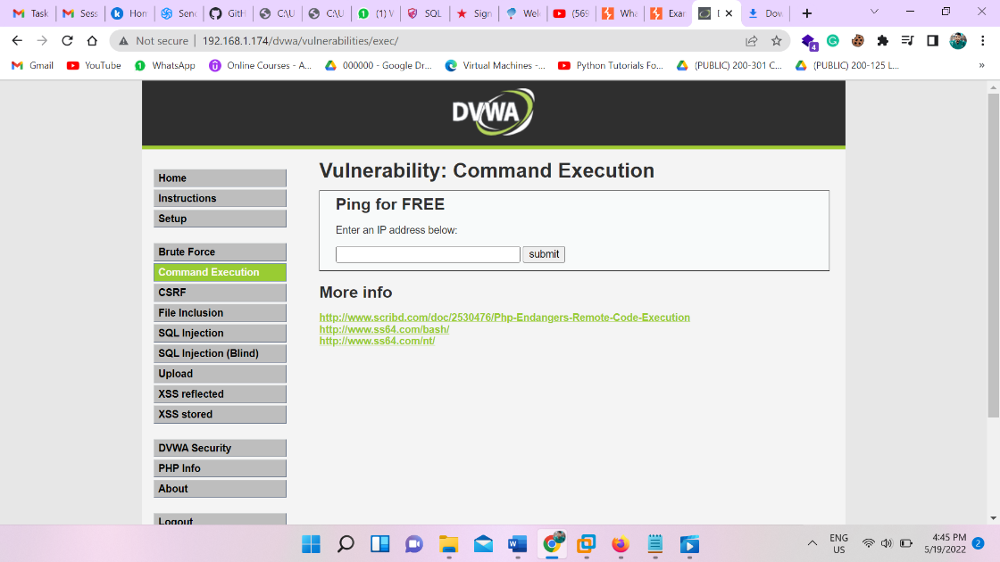 Task
Sess
Hom
Senc
GitH
C:\U
C:\U
(1) V
SQL
Sign
Wel
(569
Wha
Exar
Dov
Not secure
192.168.1.174/dvwa/vulnerabilities/exec/
4
Gmail
YouTube
WhatsApp
Online Courses - A...
000000 - Google Dr...
Virtual Machines -...
Python Tutorials Fo...
(PUBLIC) 200-301 C...
(PUBLIC) 200-125 L...
»
DVWA
Home
Instructions
Setup
Brute Force
Command Execution
CSRF
File Inclusion
SQL Injection
SQL Injection (Blind)
Upload
XSS reflected
XSS stored
DVWA Security
PHP Info
About
Logout
Vulnerability: Command Execution
Ping for FREE
Enter an IP address below:
submit
More info
http://www.scribd.com/doc/2530476/Php-Endangers-Remote-Code-Execution
http://www.ss64.com/bash/
http://www.ss64.com/nt/
ENG
US
4:45 PM
5/19/2022
2